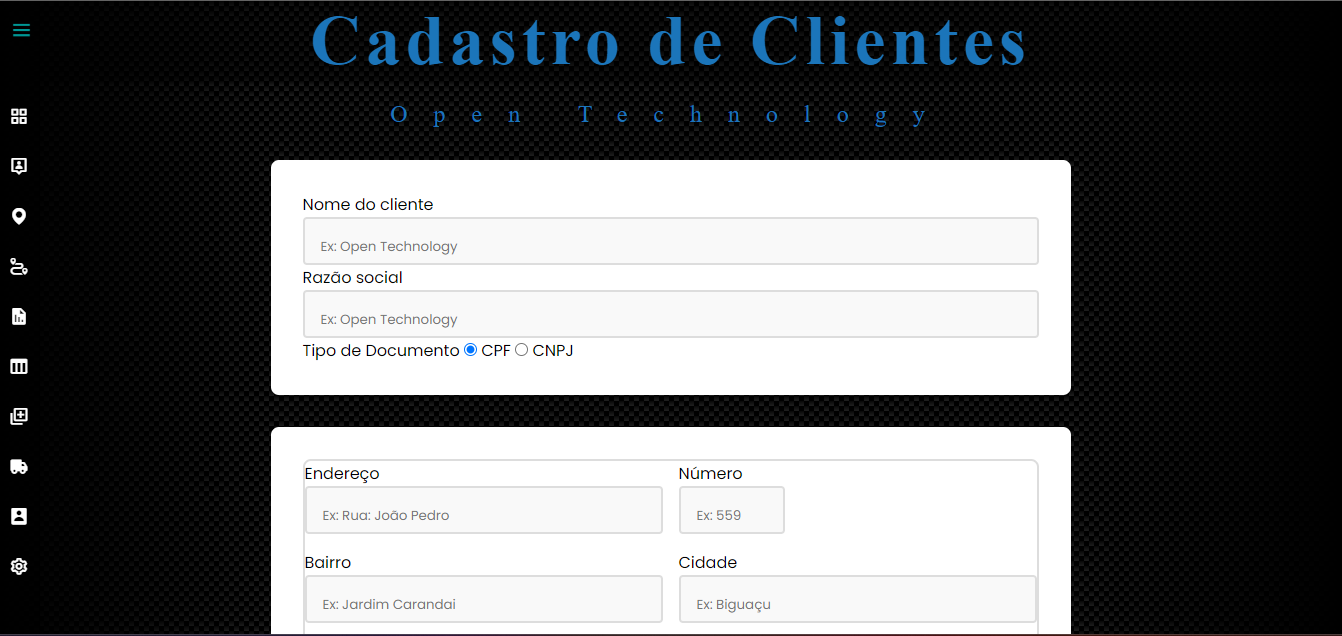 Cadastro de Clientes
Open Technology
Nome do cliente
Ex: Open Technology
Razão social
Ex: Open Technology
Tipo de Documento CPF CNPJ
Endereço Número
Ex: Rua: João Pedro Ex: 559
Bairro Cidade
Ex: Jardim Carandai Ex: Biguaçu